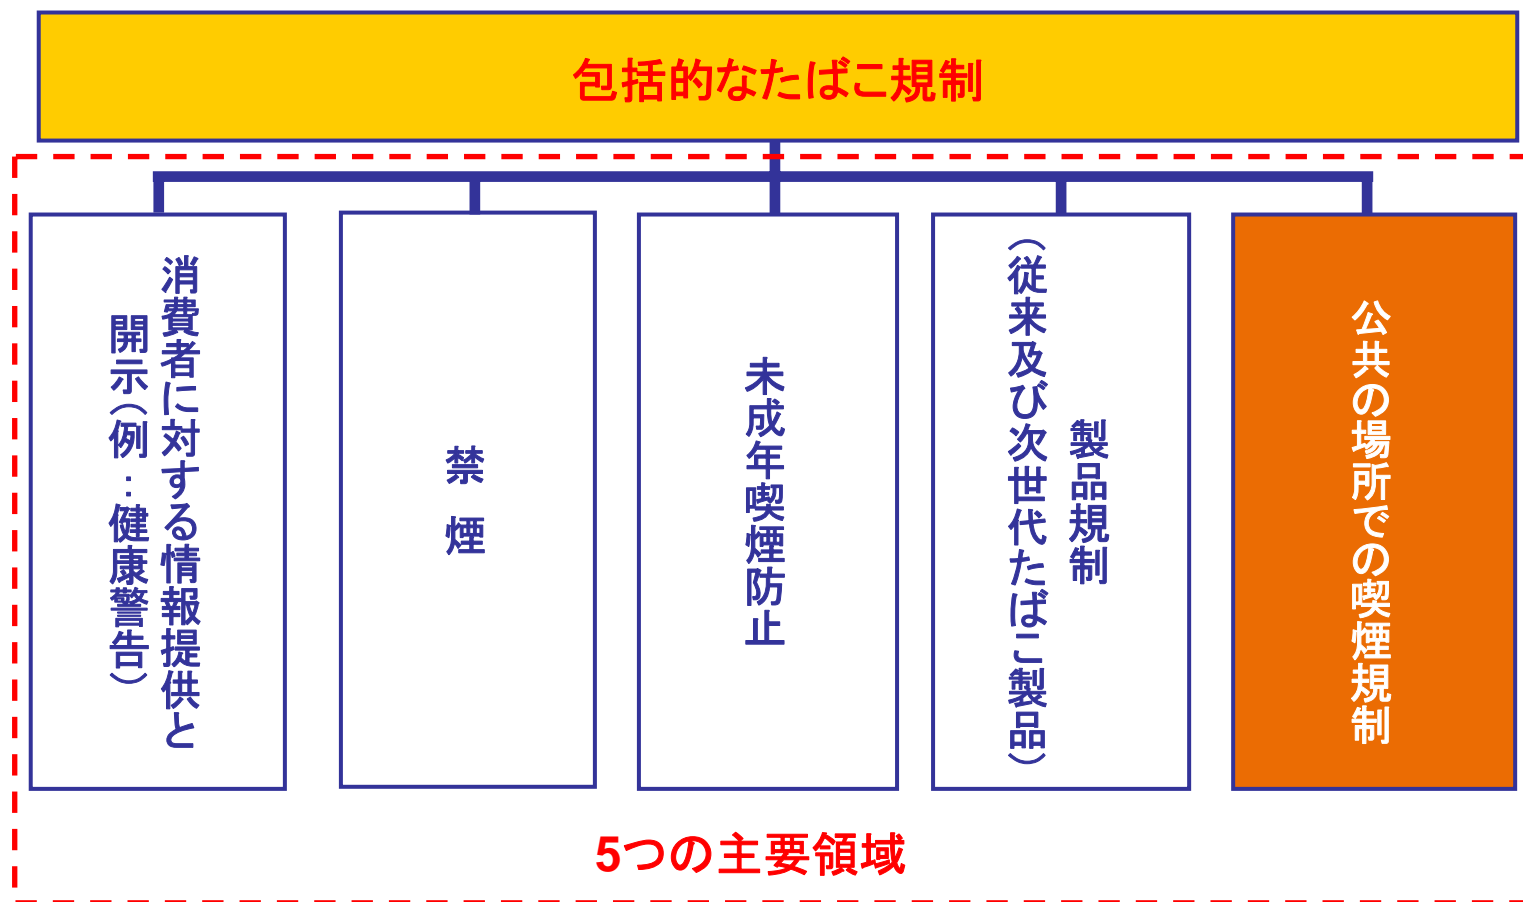 包括的なたばこ規制
消費者に対する情報提供と
開示（例：健康警告）
禁煙
未成年喫煙防止
製品規制
（従来及び次世代たばこ製品）
公共の場所での喫煙規制
5つの主要領域